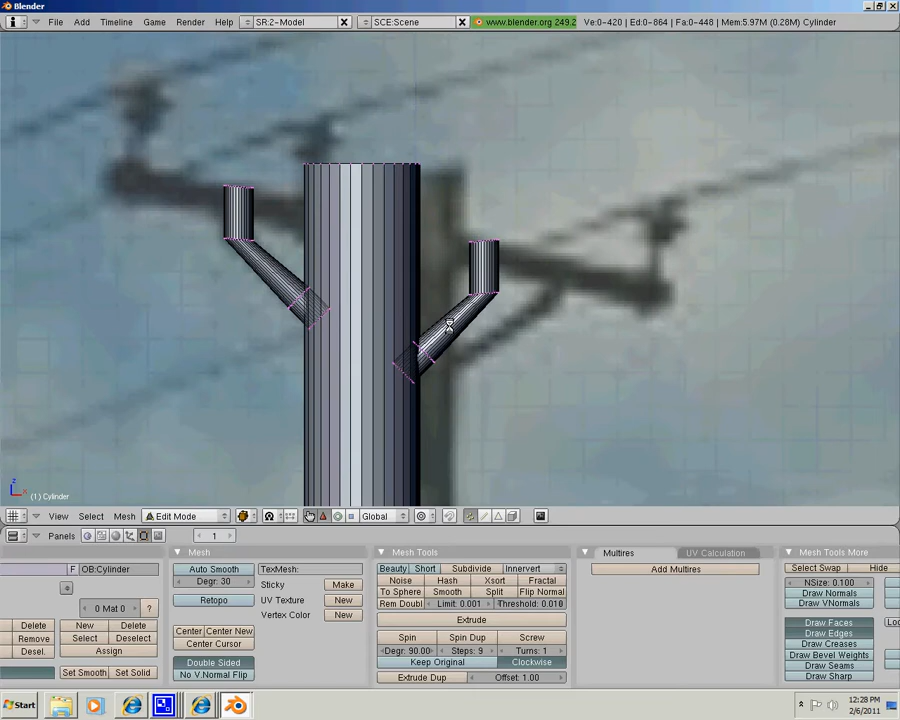 Blender
File Add Timeline Game Render Help SR:2-Model SCE:Scene www.blender.org 249.2 Ve:0-420 | Ed:0-864 | Fa:0-448 | Mem:5.97M (0.28M) Cylinder
z
x
(1) Cylinder
View Select Mesh Edit Mode Global
Panels 1
F OB:Cylinder
0 Mat 0 ?
Delete New Delete
Remove Select Deselect
Desel. Assign
Set Smooth Set Solid
Mesh
Auto Smooth
Degr: 30
Retopo
Center Center New
Center Cursor
Double Sided
No V.Normal Flip
TexMesh:
Sticky Make
UV Texture New
Vertex Color New
Mesh Tools
Beauty Short Subdivide Innervert
Noise Hash Xsort Fractal
To Sphere Smooth Split Flip Normal
Rem Doubl Limit: 0.001 Threshold: 0.010
Extrude
Spin Spin Dup Screw
Degr: 90.00 Steps: 9 Turns: 1
Keep Original Clockwise
Extrude Dup Offset: 1.00
Multires UV Calculation
Add Multires
Mesh Tools More
Select Swap Hide
NSize: 0.100
Draw Normals
Draw VNormals
Draw Faces
Draw Edges
Draw Creases
Draw Bevel Weights
Draw Seams
Draw Sharp
Start
12:28 PM
2/6/2011